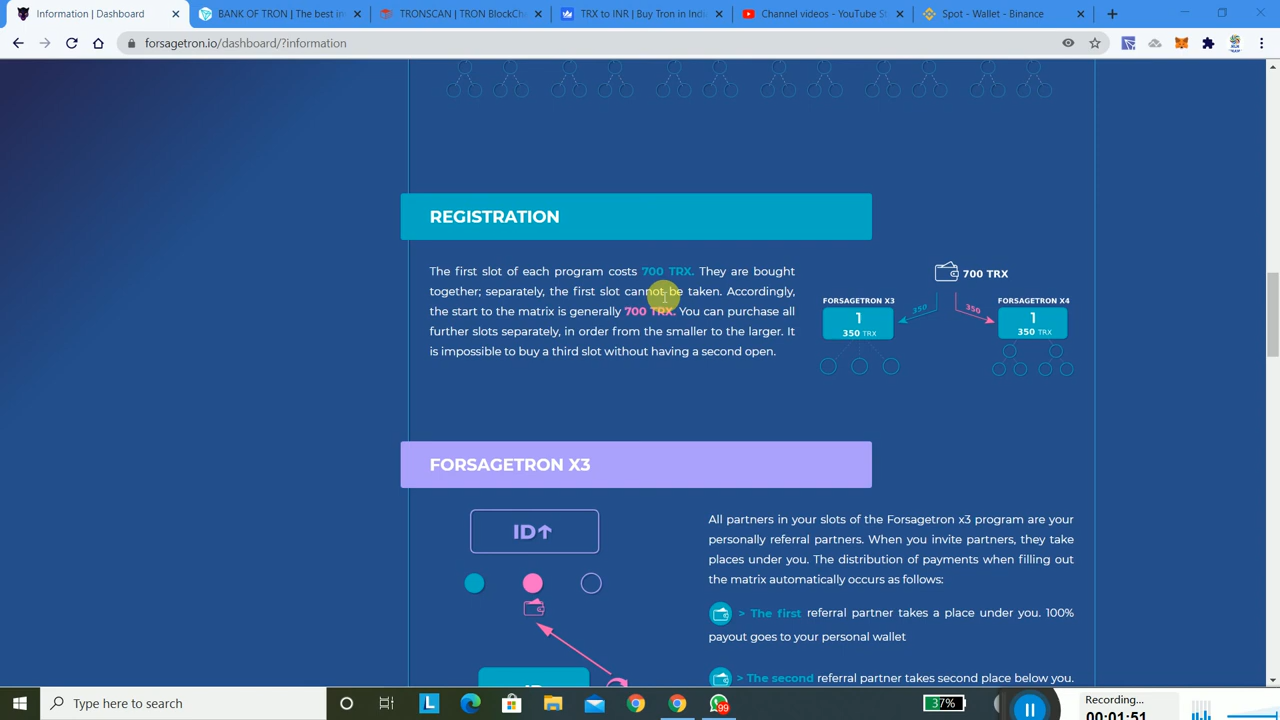 Information | Dashboard
BANK OF TRON | The best in
TRONSCAN | TRON BlockCh
TRX to INR | Buy Tron in Indi
Channel videos - YouTube St
Spot - Wallet - Binance
forsagetron.io/dashboard/?information
REGISTRATION
The first slot of each program costs 700 TRX. They are bought
together; separately, the first slot cannot be taken. Accordingly,
the start to the matrix is generally 700 TRX. You can purchase all
further slots separately, in order from the smaller to the larger. It
is impossible to buy a third slot without having a second open.
700 TRX
FORSAGETRON X3
FORSAGETRON X4
350
350
1
350 TRX
1
350 TRX
FORSAGETRON X3
ID↑
All partners in your slots of the Forsagetron x3 program are your
personally referral partners. When you invite partners, they take
places under you. The distribution of payments when filling out
the matrix automatically occurs as follows:
> The first referral partner takes a place under you. 100%
payout goes to your personal wallet
> The second referral partner takes second place below you.
Type here to search
L
99
37%
Recording...
00:01:51